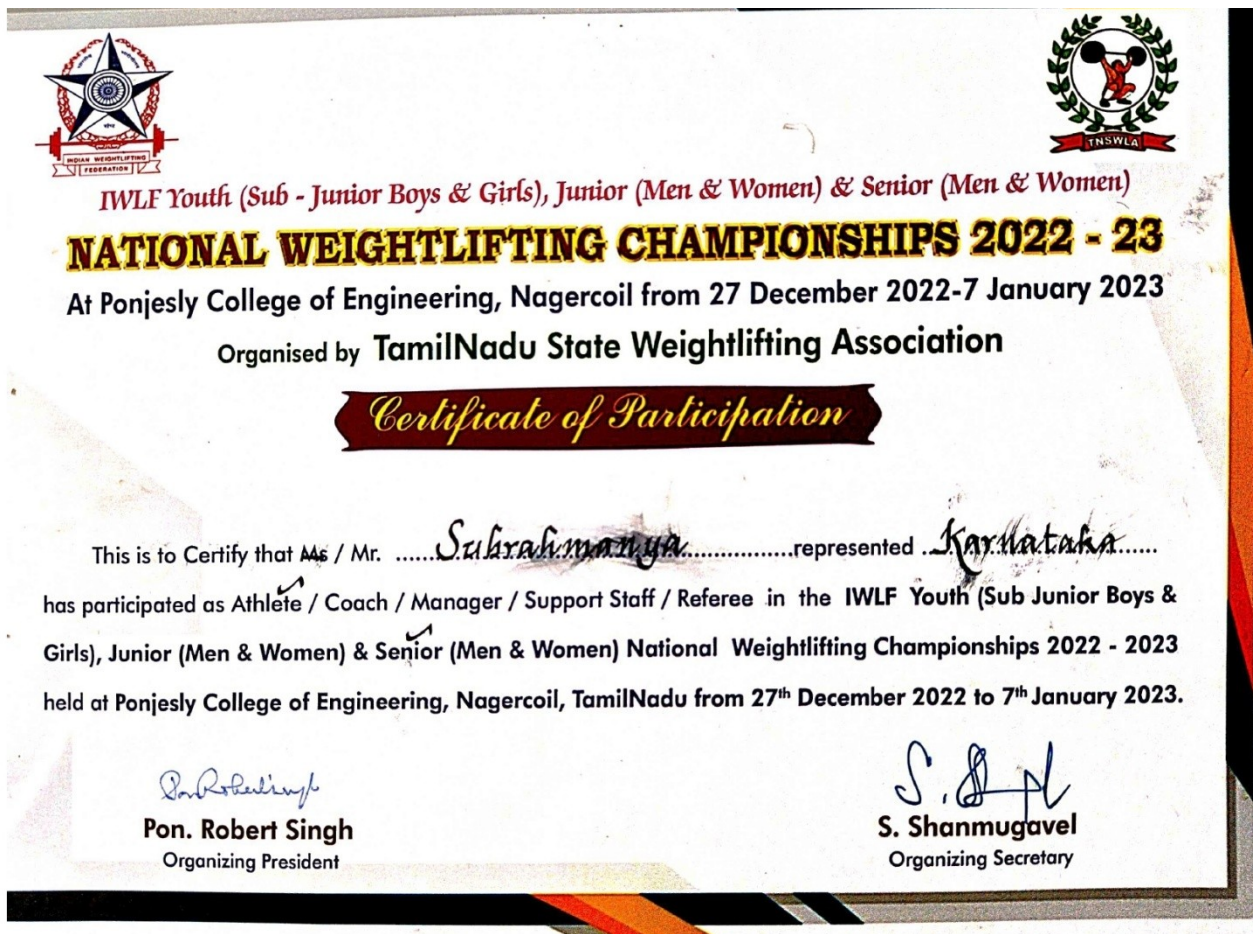 INDIAN WEIGHTLIFTING
FEDERATION
TNSWLA
IWLF Youth (Sub - Junior Boys & Girls), Junior (Men & Women) & Senior (Men & Women)
NATIONAL WEIGHTLIFTING CHAMPIONSHIPS 2022 - 23
At Ponjesly College of Engineering, Nagercoil from 27 December 2022-7 January 2023
Organised by TamilNadu State Weightlifting Association
Certificate of Participation
This is to Certify that Ms / Mr. ......Subrahmanya..................represented ..Karnataka......
has participated as Athlete / Coach / Manager / Support Staff / Referee in the IWLF Youth (Sub Junior Boys &
Girls), Junior (Men & Women) & Senior (Men & Women) National Weightlifting Championships 2022 - 2023
held at Ponjesly College of Engineering, Nagercoil, TamilNadu from 27th December 2022 to 7th January 2023.
Pon. Robert Singh
Organizing President
S. Shanmugavel
Organizing Secretary